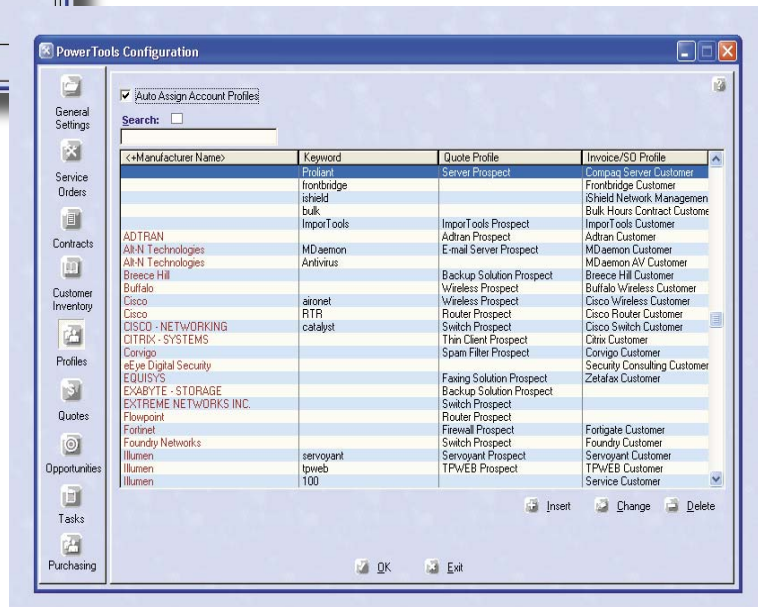 PowerTools Configuration
General
Settings
Service
Orders
Contracts
Customer
Inventory
Profiles
Quotes
Opportunities
Tasks
Purchasing
Auto Assign Account Profiles
Search:
<+Manufacturer Name> Keyword Quote Profile Invoice/SO Profile
Proliant Server Prospect Compaq Server Customer
frontbridge Frontbridge Customer
ishield iShield Network Managemen
bulk Bulk Hours Contract Custome
ImporTools ImporTools Prospect ImporTools Customer
ADTRAN Adtran Prospect Adtran Customer
Alt-N Technologies MDaemon E-mail Server Prospect MDaemon Customer
Alt-N Technologies Antivirus MDaemon AV Customer
Breece Hill Backup Solution Prospect Breece Hill Customer
Buffalo Wireless Prospect Buffalo Wireless Customer
Cisco aironet Wireless Prospect Cisco Wireless Customer
Cisco RTR Router Prospect Cisco Router Customer
CISCO - NETWORKING catalyst Switch Prospect Cisco Switch Customer
CITRIX - SYSTEMS Thin Client Prospect Citrix Customer
Corvigo Spam Filter Prospect Corvigo Customer
eEye Digital Security Security Consulting Customer
EQUISYS Faxing Solution Prospect Zetafax Customer
EXABYTE - STORAGE Backup Solution Prospect
EXTREME NETWORKS INC. Switch Prospect
Flowpoint Router Prospect
Fortinet Firewall Prospect Fortigate Customer
Foundry Networks Switch Prospect Foundry Customer
Illumen servoyant Servoyant Prospect Servoyant Customer
Illumen tpweb TPWEB Prospect TPWEB Customer
Illumen 100 Service Customer
Insert Change Delete
OK Exit